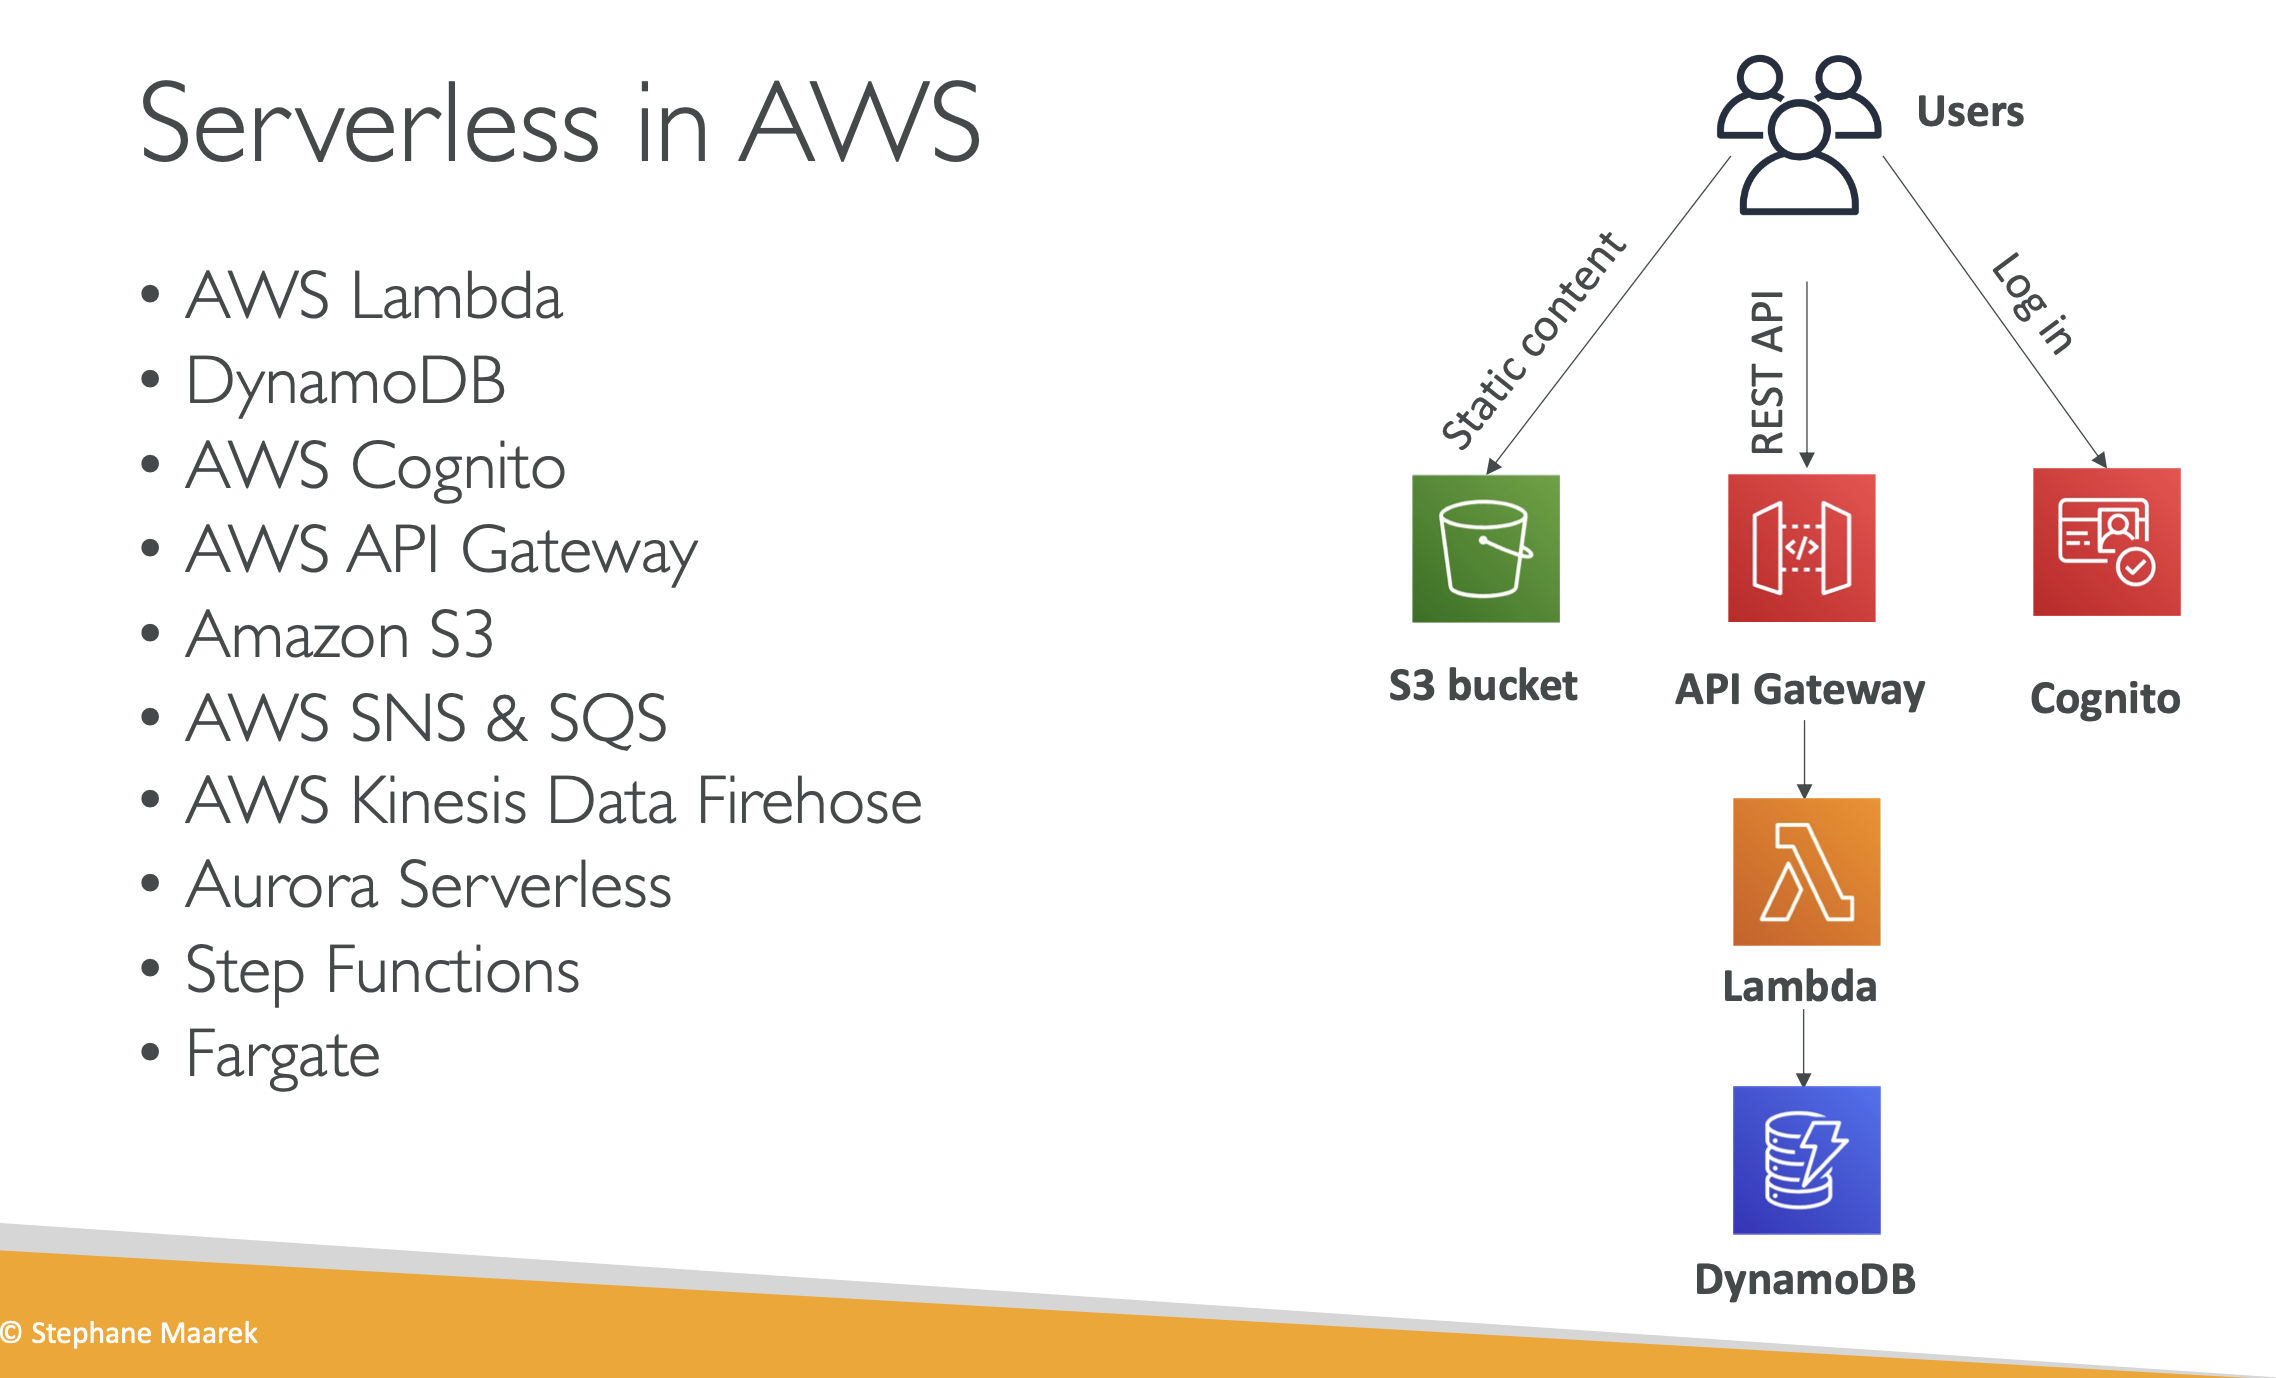 Serverless in AWS
• AWS Lambda
• DynamoDB
• AWS Cognito
• AWS API Gateway
• Amazon S3
• AWS SNS & SQS
• AWS Kinesis Data Firehose
• Aurora Serverless
• Step Functions
• Fargate
Users
Static content
REST API
Log in
S3 bucket
API Gateway
Cognito
Lambda
DynamoDB
© Stephane Maarek